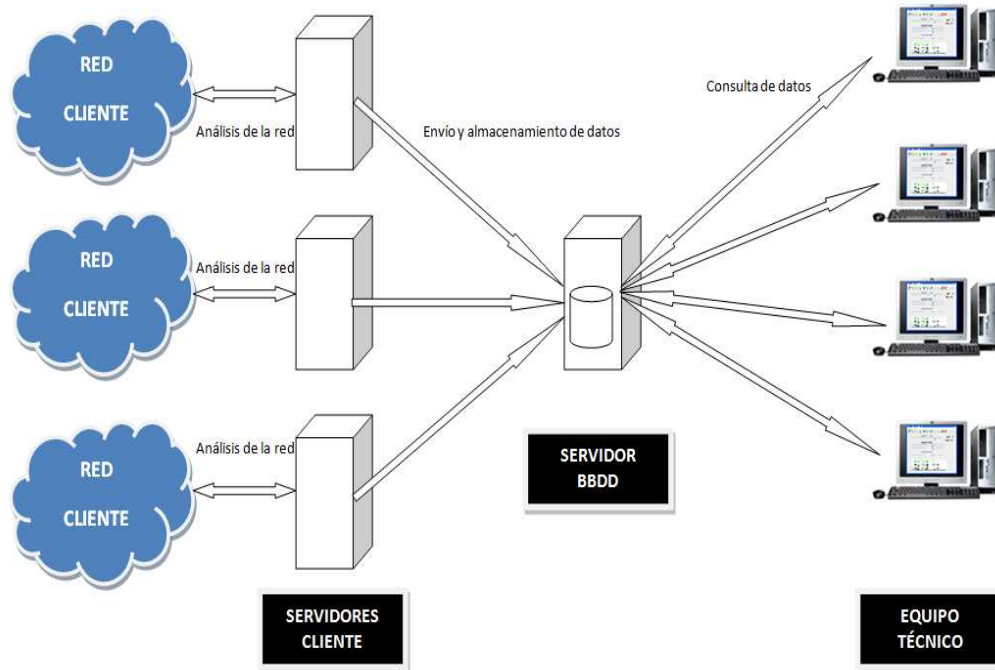 RED
CLIENTE
Análisis de la red
Envío y almacenamiento de datos
Consulta de datos
RED
CLIENTE
Análisis de la red
RED
CLIENTE
Análisis de la red
SERVIDOR
BBDD
SERVIDORES
CLIENTE
EQUIPO
TÉCNICO